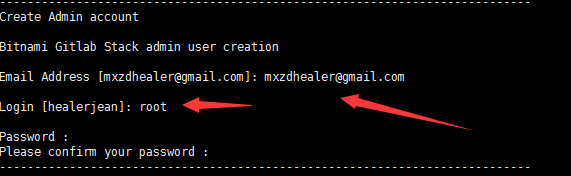 ----------------------------------------------------------------------------
Create Admin account
Bitnami Gitlab Stack admin user creation
Email Address [mxzdhealer@gmail.com]: mxzdhealer@gmail.com
Login [healerjean]: root
Password :
Please confirm your password :
----------------------------------------------------------------------------